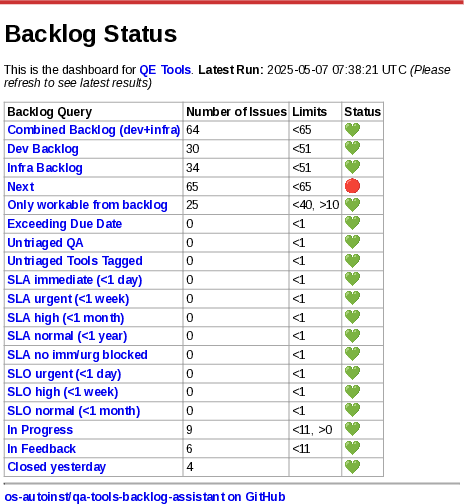 Backlog Status
This is the dashboard for QE Tools. Latest Run: 2025-05-07 07:38:21 UTC (Please
refresh to see latest results)
Backlog Query Number of Issues Limits Status
Combined Backlog (dev+infra) 64 <65 💚
Dev Backlog 30 <51 💚
Infra Backlog 34 <51 💚
Next 65 <65 🔴
Only workable from backlog 25 <40, >10 💚
Exceeding Due Date 0 <1 💚
Untriaged QA 0 <1 💚
Untriaged Tools Tagged 0 <1 💚
SLA immediate (<1 day) 0 <1 💚
SLA urgent (<1 week) 0 <1 💚
SLA high (<1 month) 0 <1 💚
SLA normal (<1 year) 0 <1 💚
SLA no imm/urg blocked 0 <1 💚
SLO urgent (<1 day) 0 <1 💚
SLO high (<1 week) 0 <1 💚
SLO normal (<1 month) 0 <1 💚
In Progress 9 <11, >0 💚
In Feedback 6 <11 💚
Closed yesterday 4 💚
os-autoinst/qa-tools-backlog-assistant on GitHub